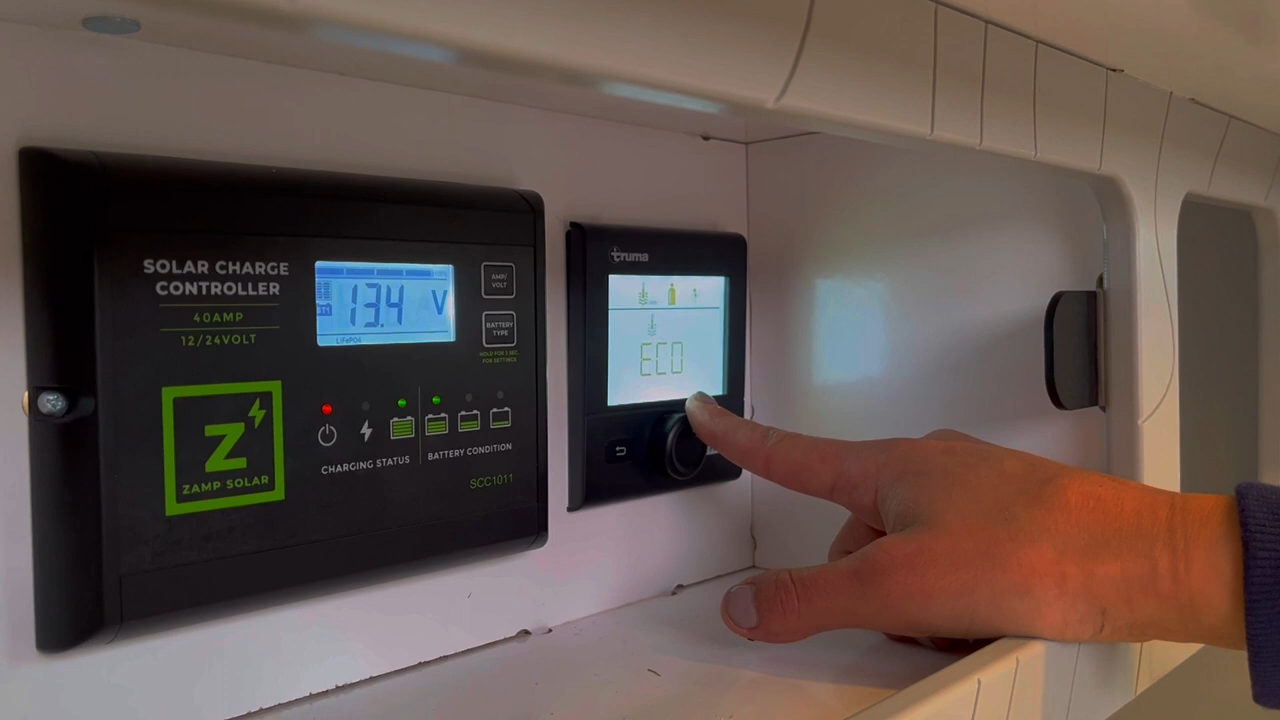 SOLAR CHARGE
CONTROLLER
40AMP
12/24VOLT
13.4 V
LiFePO4
AMP/
VOLT
BATTERY
TYPE
HOLD FOR 3 SEC.
FOR SETTINGS
Z
ZAMP SOLAR
CHARGING STATUS
BATTERY CONDITION
SCC1011
truma
ECO